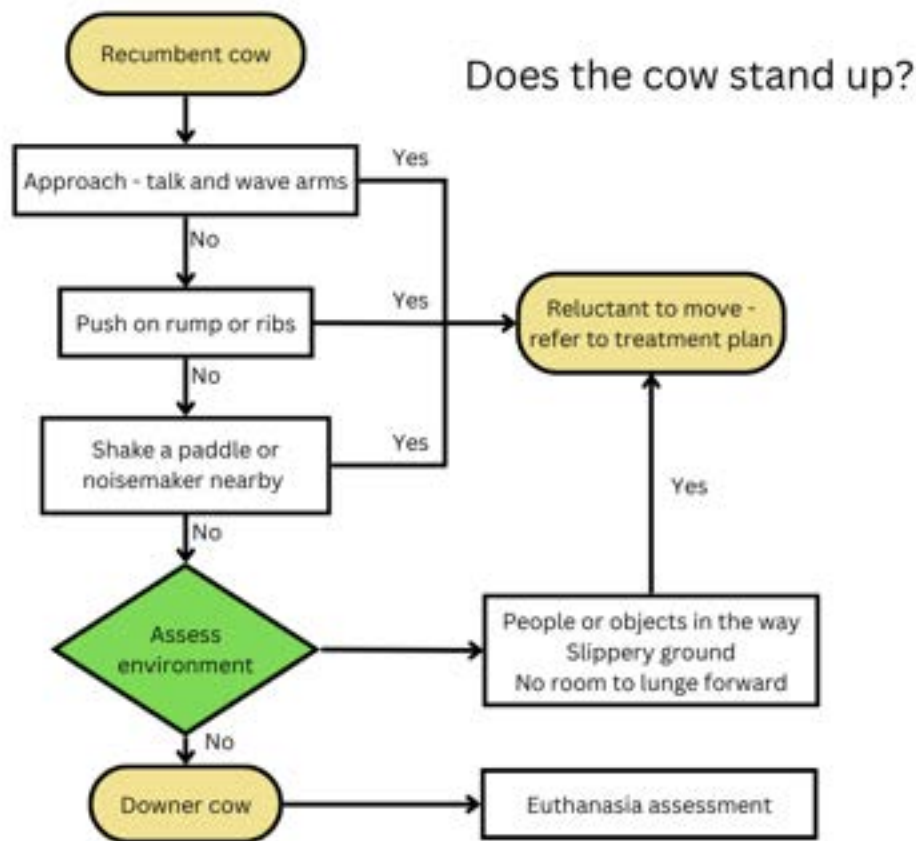 Recumbent cow
Does the cow stand up?
Approach - talk and wave arms
Yes
No
Push on rump or ribs
Yes
Reluctant to move -
refer to treatment plan
No
Shake a paddle or
noisemaker nearby
Yes
Yes
No
Assess
environment
People or objects in the way
Slippery ground
No room to lunge forward
No
Downer cow
Euthanasia assessment